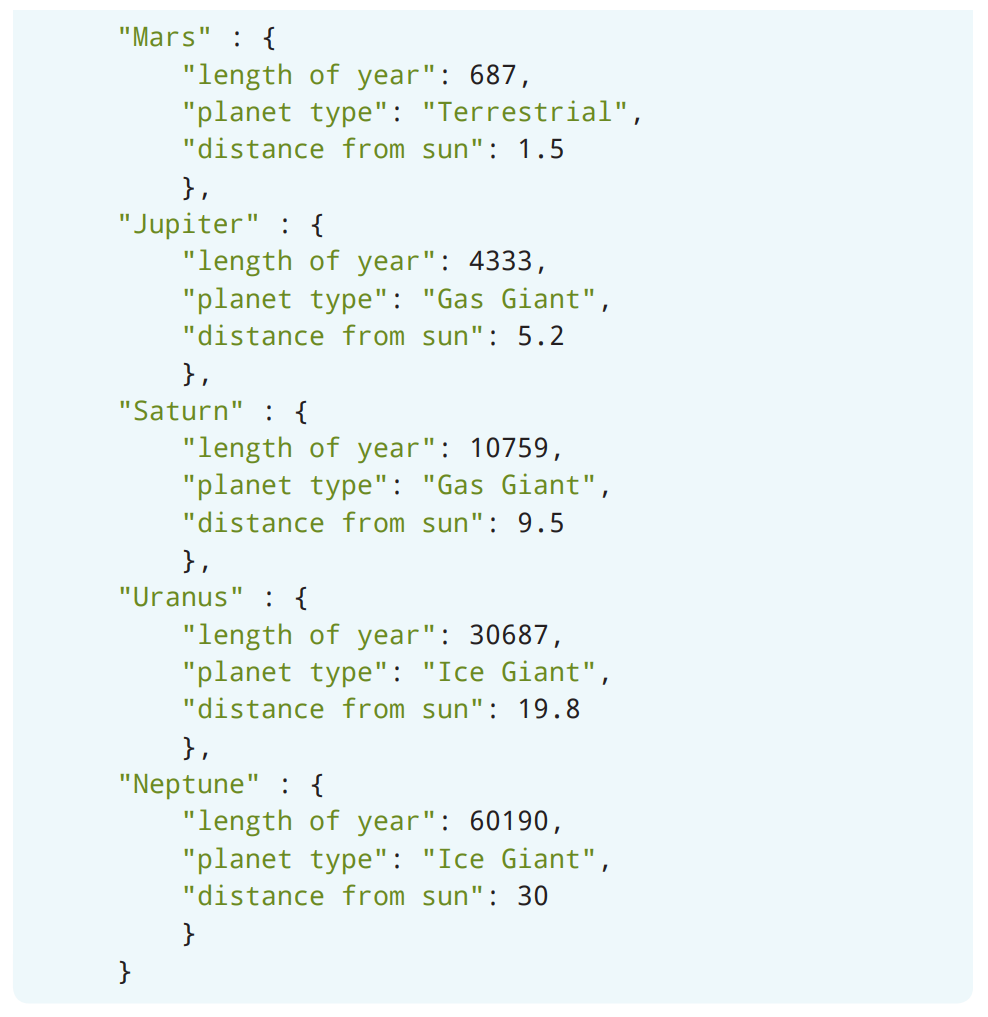 "Mars" : {
"length of year": 687,
"planet type": "Terrestrial",
"distance from sun": 1.5
},
"Jupiter" : {
"length of year": 4333,
"planet type": "Gas Giant",
"distance from sun": 5.2
},
"Saturn" : {
"length of year": 10759,
"planet type": "Gas Giant",
"distance from sun": 9.5
},
"Uranus" : {
"length of year": 30687,
"planet type": "Ice Giant",
"distance from sun": 19.8
},
"Neptune" : {
"length of year": 60190,
"planet type": "Ice Giant",
"distance from sun": 30
}
}